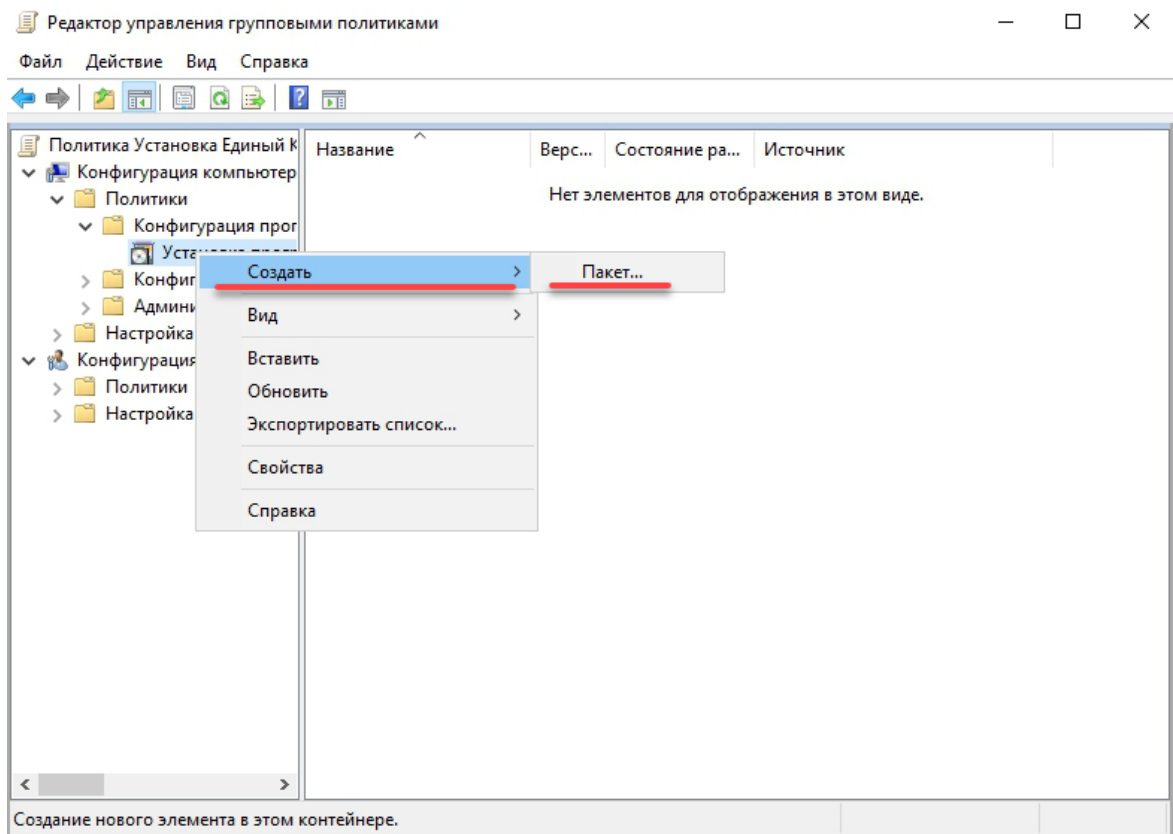 Редактор управления групповыми политиками
Файл Действие Вид Справка
Политика Установка Единый К
Конфигурация компьютер
Политики
Конфигурация прог
Конфиг
Админи
Настройка
Конфигурация
Политики
Настройка
Название Верс... Состояние ра... Источник
Нет элементов для отображения в этом виде.
Создать
Пакет...
Вид
Вставить
Обновить
Экспортировать список...
Свойства
Справка
Создание нового элемента в этом контейнере.